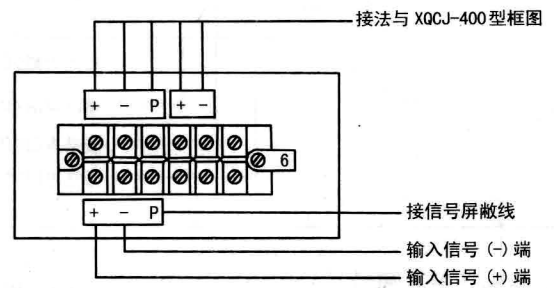 接法与 XQCJ-400型框图
+ - P + -
6
+ - P
接信号屏敝线
输入信号 (-) 端
输入信号 (+) 端